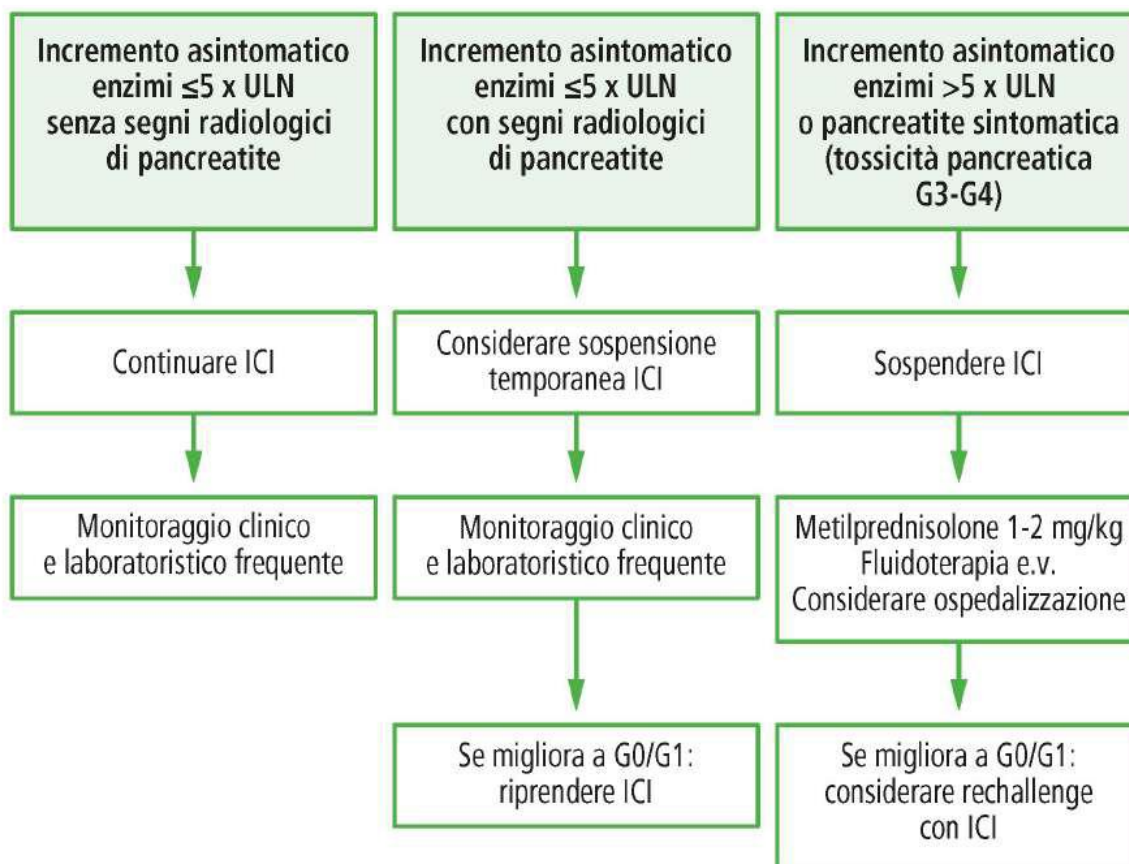 Incremento asintomatico
enzimi ≤5 x ULN
senza segni radiologici
di pancreatite
Incremento asintomatico
enzimi ≤5 x ULN
con segni radiologici
di pancreatite
Incremento asintomatico
enzimi >5 x ULN
o pancreatite sintomatica
(tossicità pancreatica
G3-G4)
Continuare ICI
Considerare sospensione
temporanea ICI
Sospendere ICI
Monitoraggio clinico
e laboratoristico frequente
Monitoraggio clinico
e laboratoristico frequente
Metilprednisolone 1-2 mg/kg
Fluidoterapia e.v.
Considerare ospedalizzazione
Se migliora a G0/G1:
riprendere ICI
Se migliora a G0/G1:
considerare rechallenge
con ICI